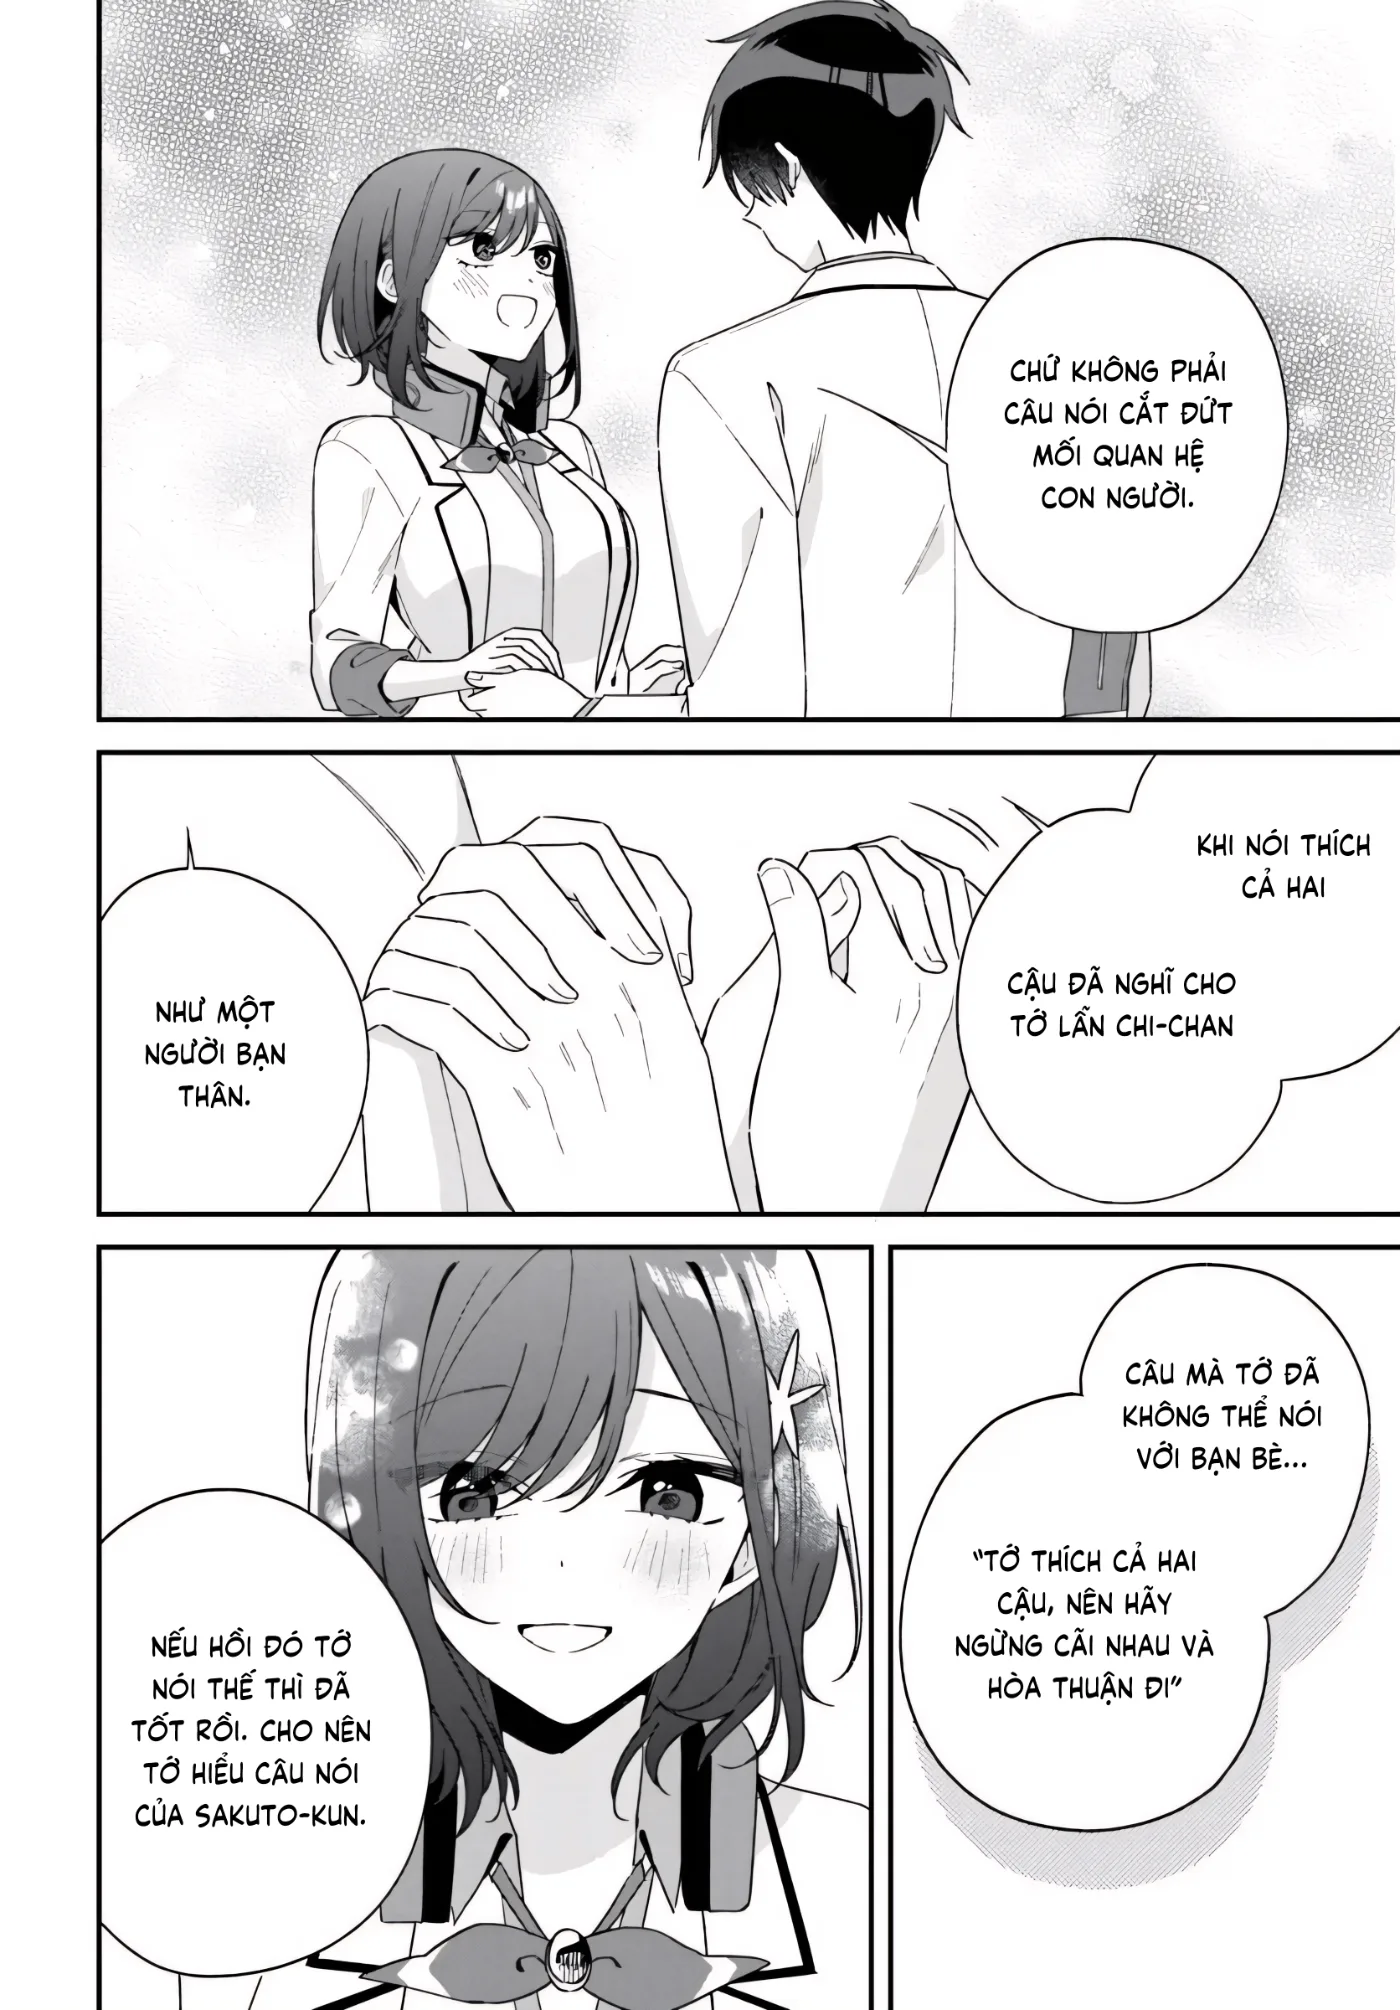 CHỨ KHÔNG PHẢI
CÂU NÓI CẮT ĐỨT
MỐI QUAN HỆ
CON NGƯỜI.
KHI NÓI THÍCH
CẢ HAI
CẬU ĐÃ NGHĨ CHO
TỚ LẪN CHI-CHAN
NHƯ MỘT
NGƯỜI BẠN
THÂN.
CÂU MÀ TỚ ĐÃ
KHÔNG THỂ NÓI
VỚI BẠN BÈ...
"TỚ THÍCH CẢ HAI
CẬU, NÊN HÃY
NGỪNG CÃI NHAU VÀ
HÒA THUẬN ĐI"
NẾU HỒI ĐÓ TỚ
NÓI THẾ THÌ ĐÃ
TỐT RỒI. CHO NÊN
TỚ HIỂU CÂU NÓI
CỦA SAKUTO-KUN.